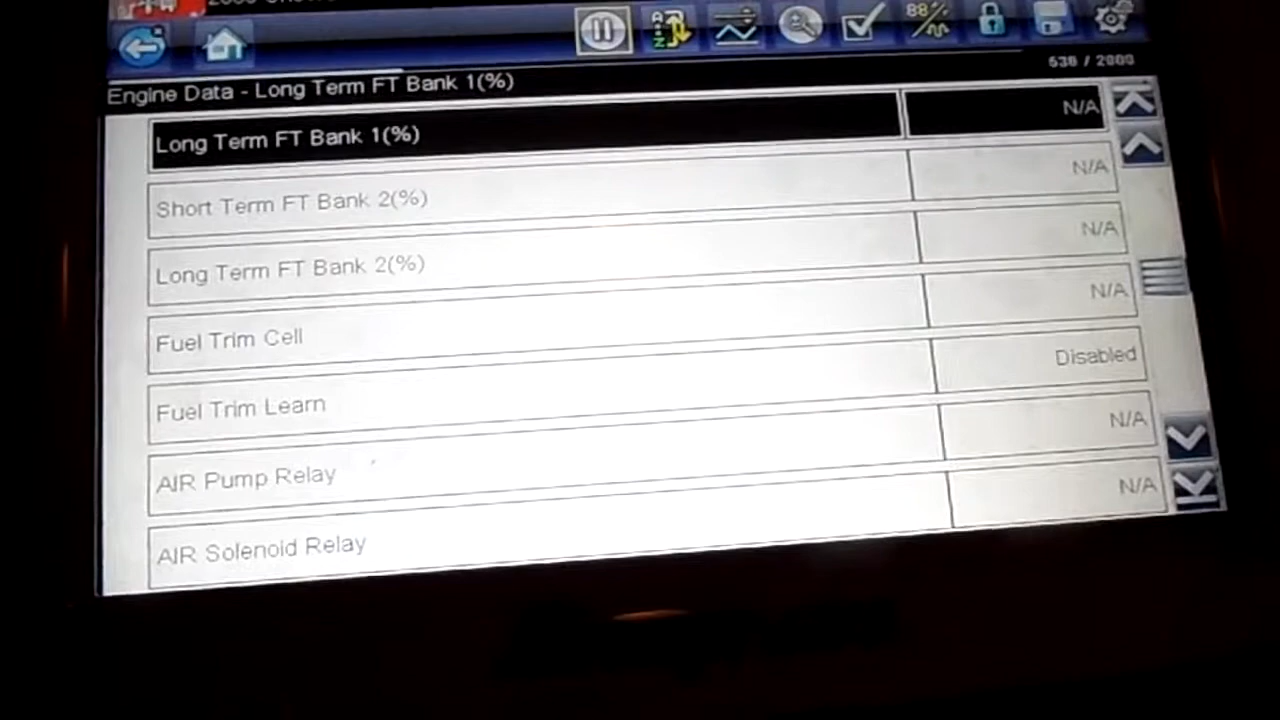 88%
538 / 2000
Engine Data - Long Term FT Bank 1(%)
Long Term FT Bank 1(%) N/A
Short Term FT Bank 2(%) N/A
Long Term FT Bank 2(%) N/A
Fuel Trim Cell N/A
Fuel Trim Learn Disabled
AIR Pump Relay N/A
AIR Solenoid Relay N/A